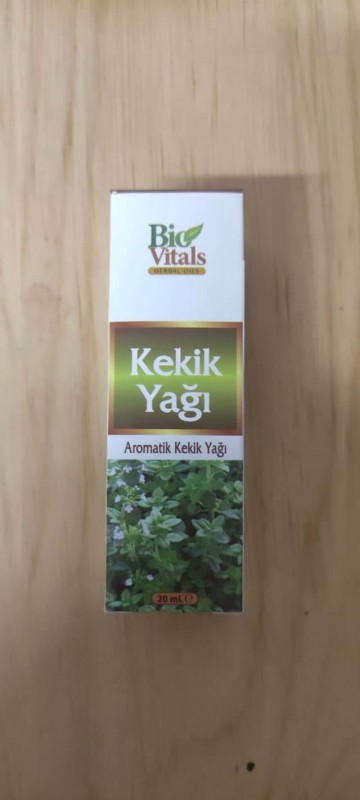 Bio
Vitals
HERBAL OILS
Kekik
Yağı
Aromatik Kekik Yağı
20 mL ℮